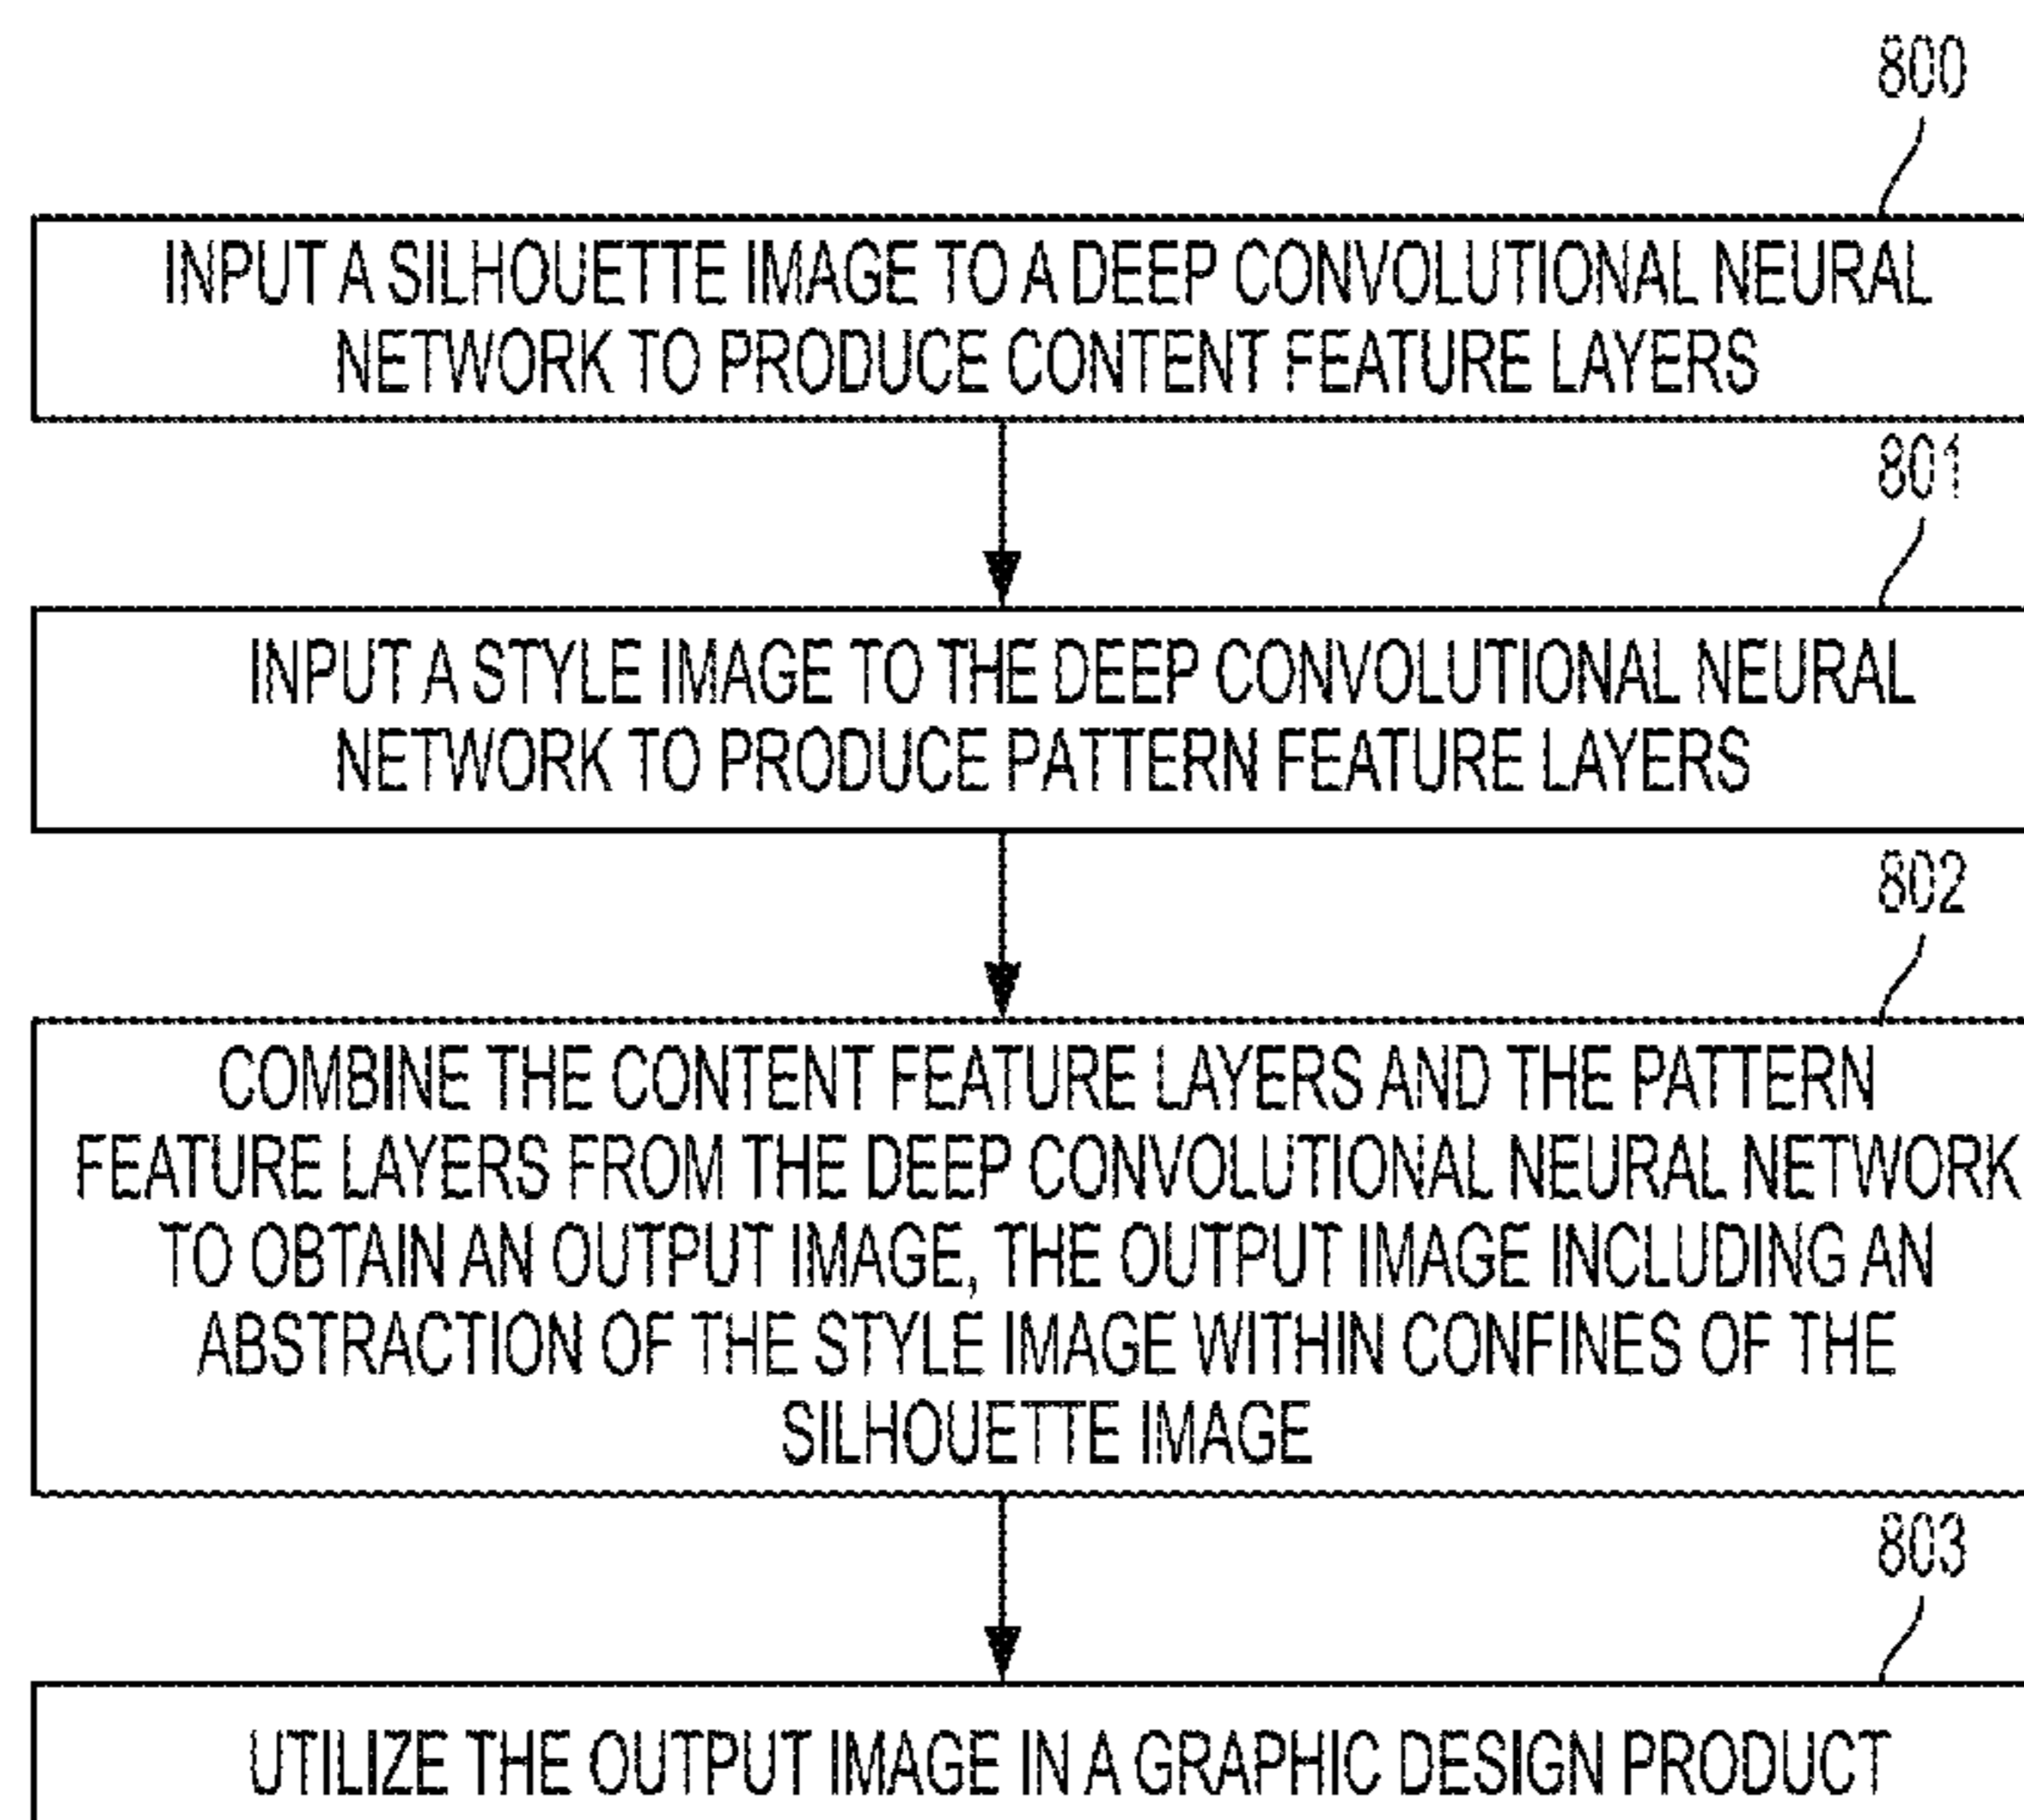 800
INPUT A SILHOUETTE IMAGE TO A DEEP CONVOLUTIONAL NEURAL
NETWORK TO PRODUCE CONTENT FEATURE LAYERS
801
INPUT A STYLE IMAGE TO THE DEEP CONVOLUTIONAL NEURAL
NETWORK TO PRODUCE PATTERN FEATURE LAYERS
802
COMBINE THE CONTENT FEATURE LAYERS AND THE PATTERN
FEATURE LAYERS FROM THE DEEP CONVOLUTIONAL NEURAL NETWORK
TO OBTAIN AN OUTPUT IMAGE, THE OUTPUT IMAGE INCLUDING AN
ABSTRACTION OF THE STYLE IMAGE WITHIN CONFINES OF THE
SILHOUETTE IMAGE
803
UTILIZE THE OUTPUT IMAGE IN A GRAPHIC DESIGN PRODUCT